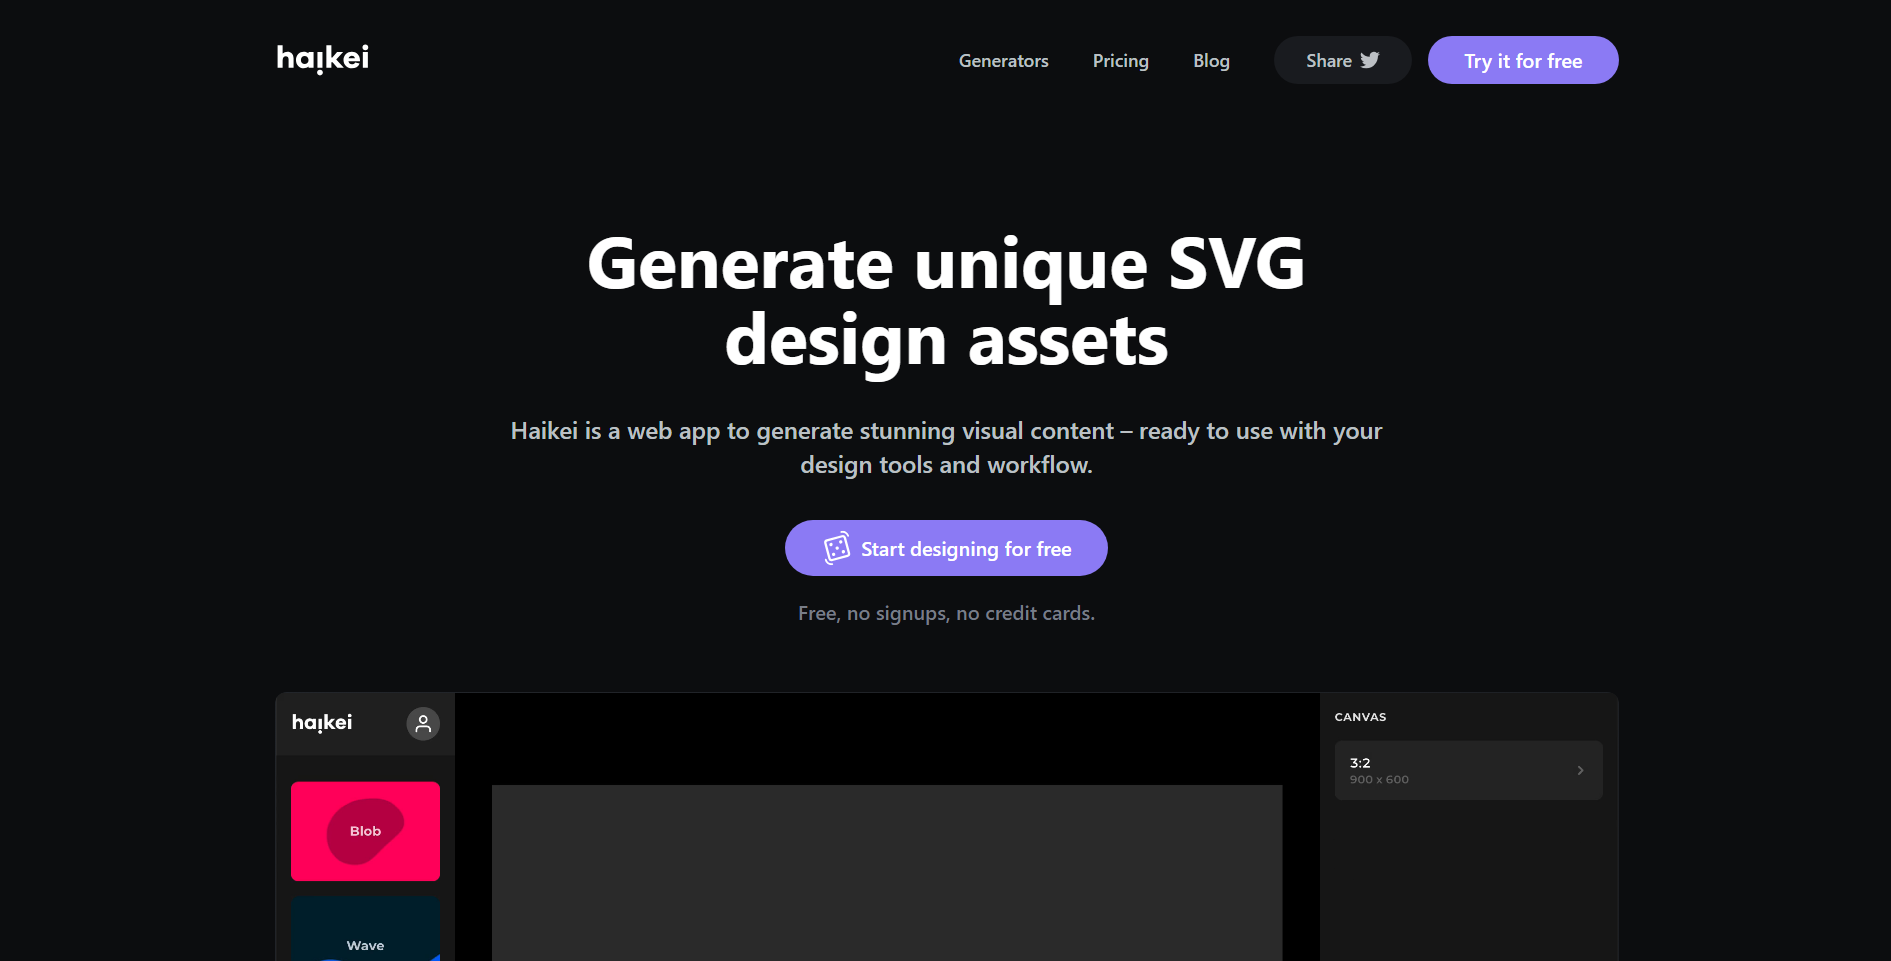 haikei
Generators
Pricing
Blog
Share
Try it for free
Generate unique SVG
design assets
Haikei is a web app to generate stunning visual content – ready to use with your
design tools and workflow.
Start designing for free
Free, no signups, no credit cards.
haikei
CANVAS
3:2
900 x 600
Blob
Wave